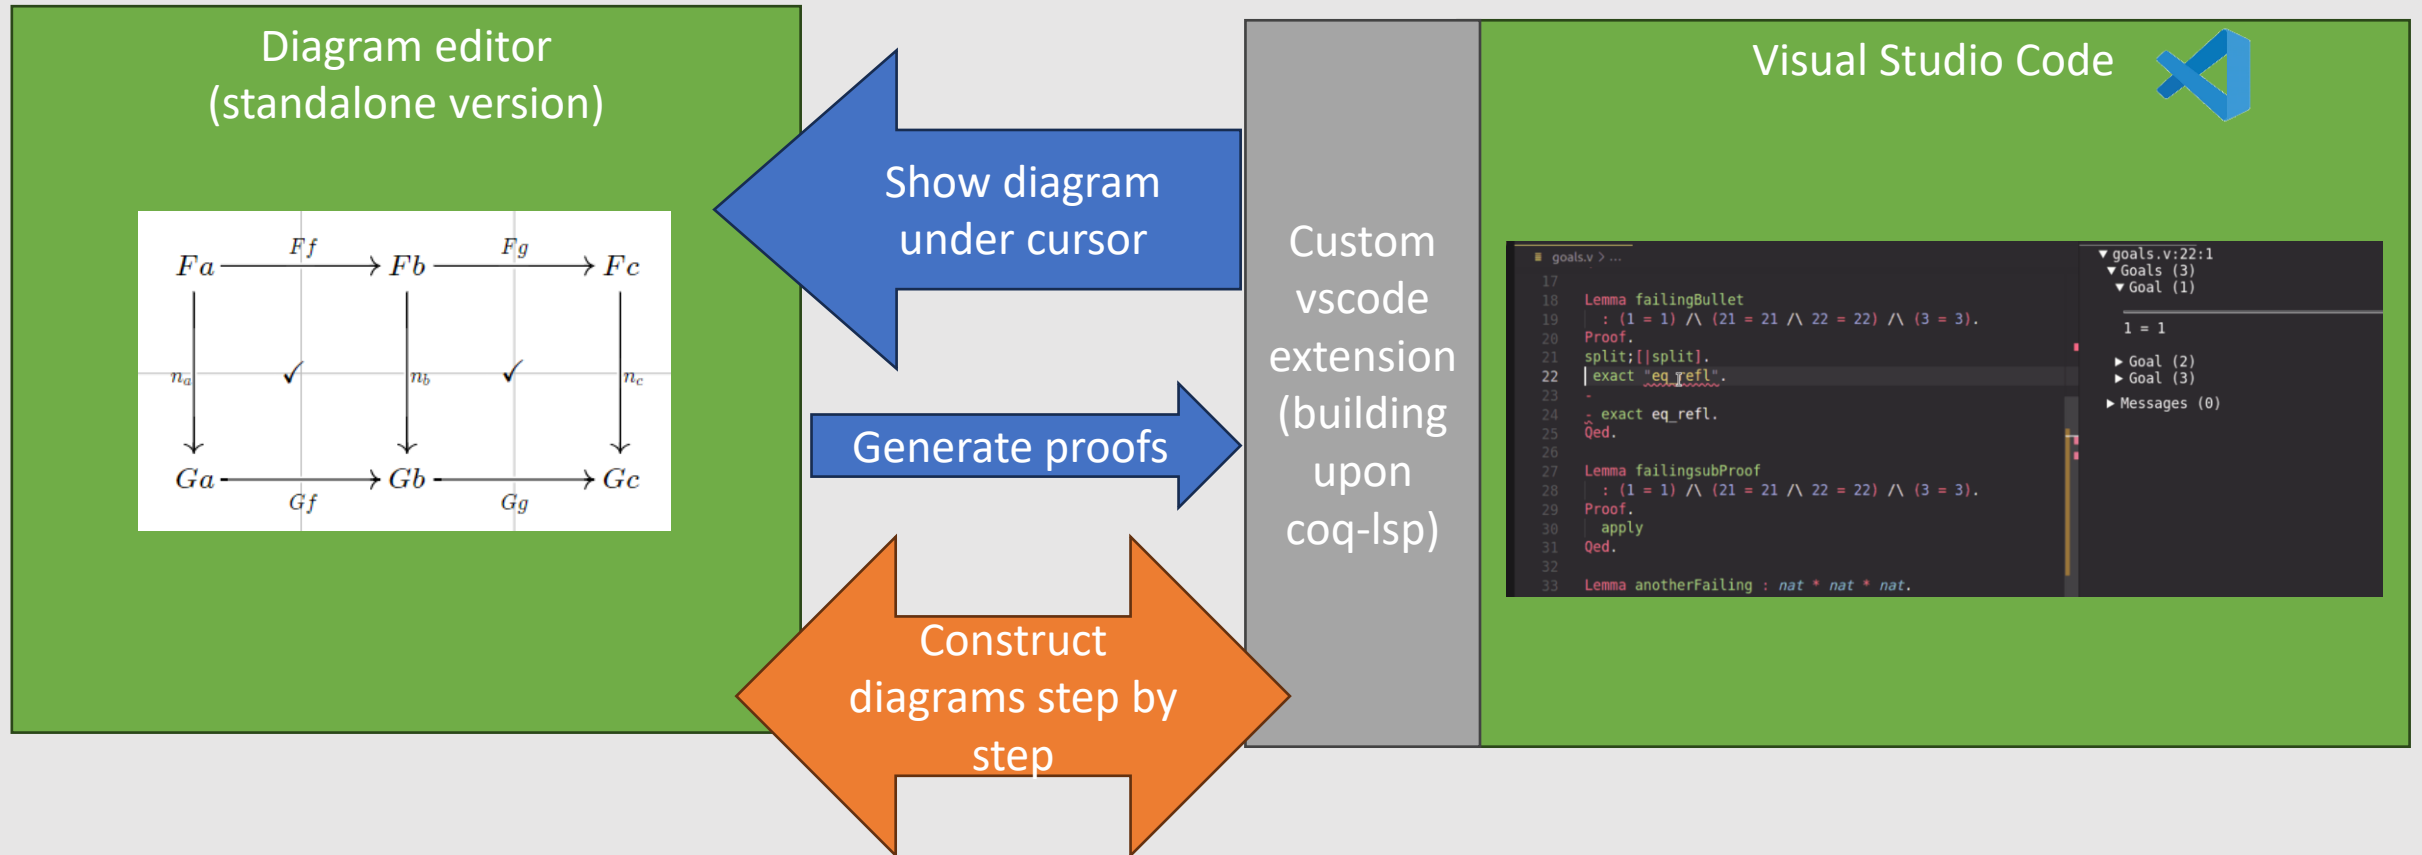 Diagram editor
(standalone version)
Ff
Fg
Fa
Fb
Fc
na
nb
nc
Ga
Gb
Gc
Gf
Gg
Show diagram
under cursor
Generate proofs
Construct
diagrams step by
step
Custom
vscode
extension
(building
upon
coq-lsp)
Visual Studio Code
goals.v > ...
17
18 Lemma failingBullet
19 : (1 = 1) /\ (21 = 21 /\ 22 = 22) /\ (3 = 3).
20 Proof.
21 split;[|split].
22 exact "eq_refl".
23 -
24 - exact eq_refl.
25 Qed.
26
27 Lemma failingsubProof
28 : (1 = 1) /\ (21 = 21 /\ 22 = 22) /\ (3 = 3).
29 Proof.
30 apply
31 Qed.
32
33 Lemma anotherFailing : nat * nat * nat.
▼ goals.v:22:1
▼ Goals (3)
▼ Goal (1)
1 = 1
▶ Goal (2)
▶ Goal (3)
▶ Messages (0)